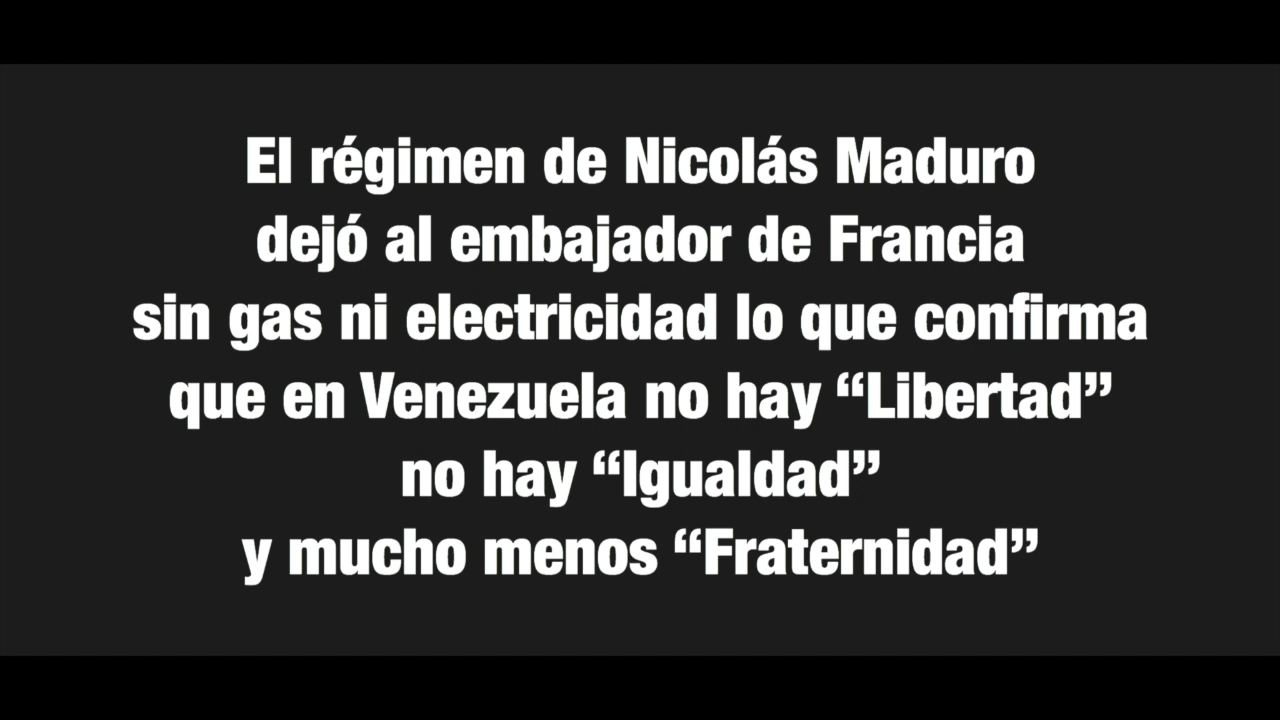 El régimen de Nicolás Maduro
dejó al embajador de Francia
sin gas ni electricidad lo que confirma
que en Venezuela no hay “Libertad”
no hay “Igualdad”
y mucho menos “Fraternidad”